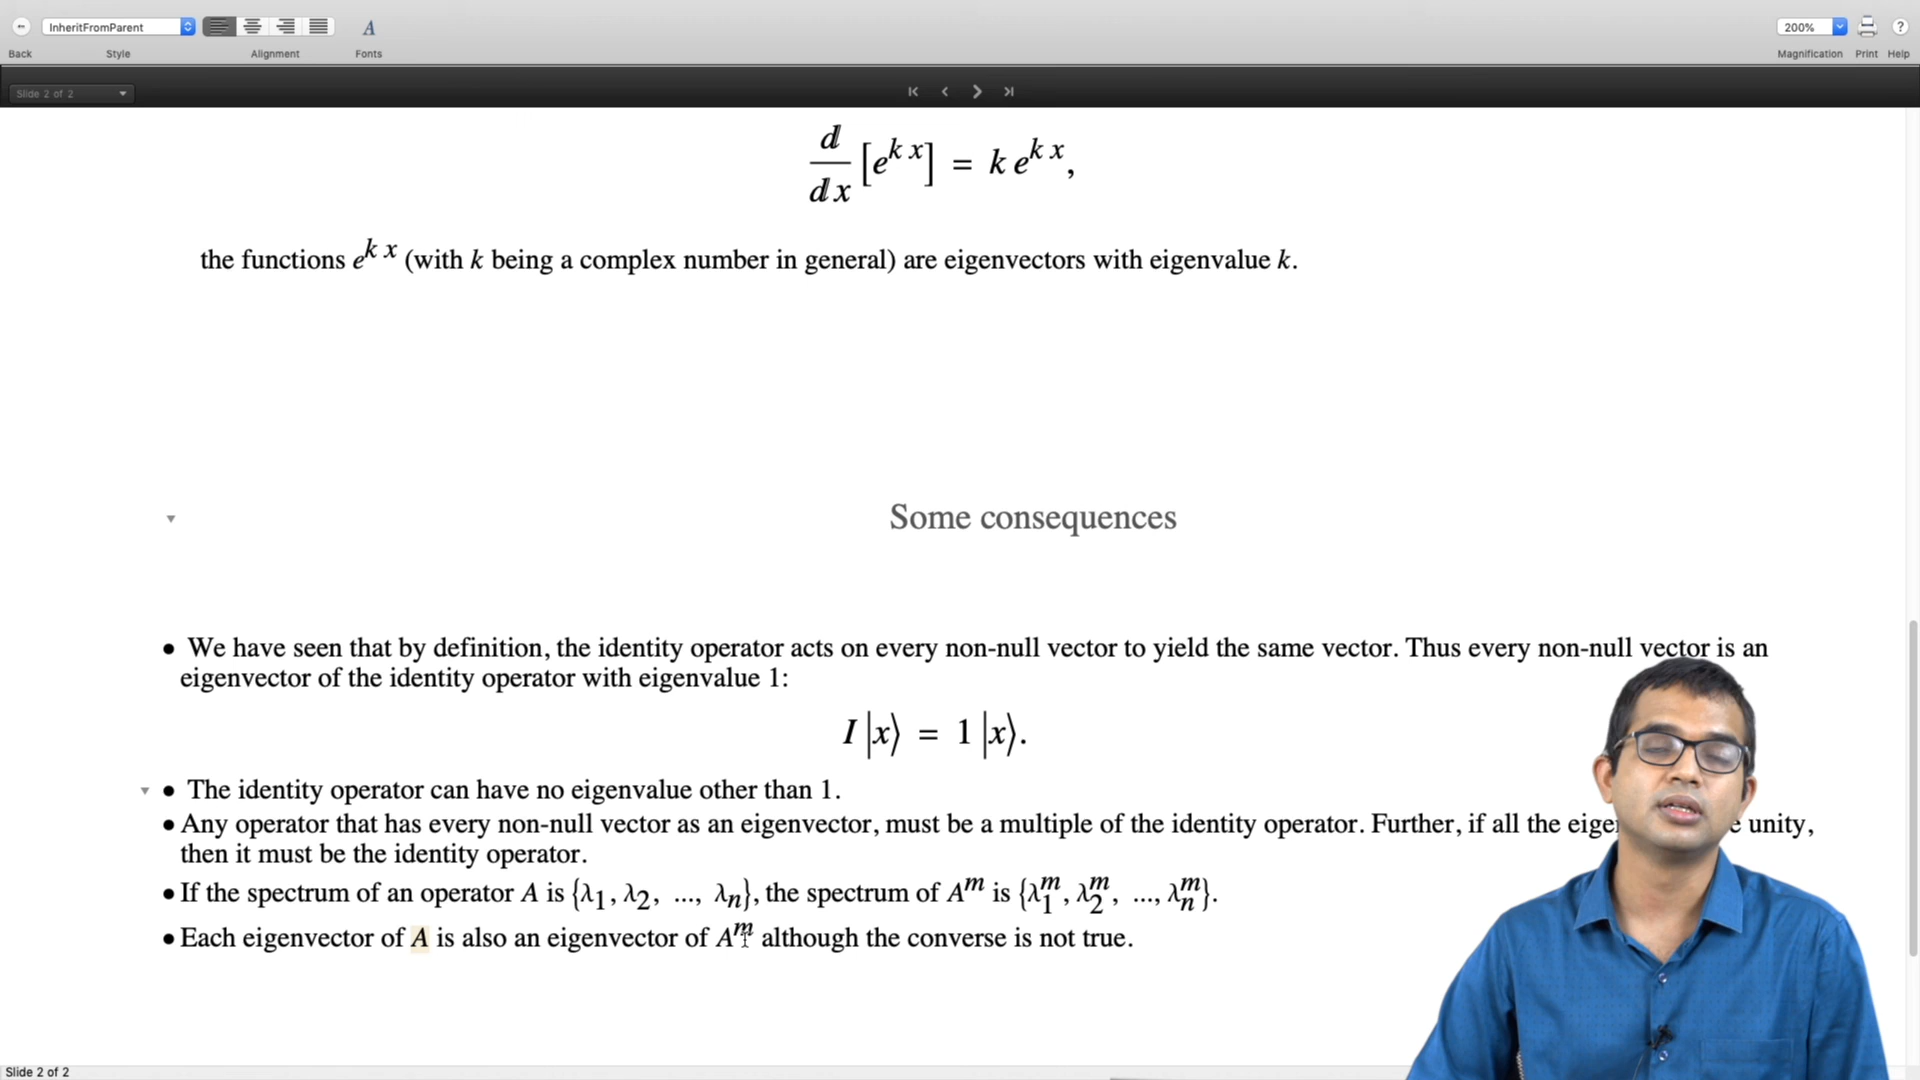 InheritFromParent
200%
Back
Style
Alignment
Fonts
Magnification
Print
Help
Slide 2 of 2
d/dx [e^{k x}] = k e^{k x},
the functions e^{k x} (with k being a complex number in general) are eigenvectors with eigenvalue k.
Some consequences
• We have seen that by definition, the identity operator acts on every non-null vector to yield the same vector. Thus every non-null vector is an
eigenvector of the identity operator with eigenvalue 1:
I |x⟩ = 1 |x⟩.
• The identity operator can have no eigenvalue other than 1.
• Any operator that has every non-null vector as an eigenvector, must be a multiple of the identity operator. Further, if all the unity,
then it must be the identity operator.
• If the spectrum of an operator A is {λ₁, λ₂, ..., λₙ}, the spectrum of A^m is {λ₁^m, λ₂^m, ..., λₙ^m}.
• Each eigenvector of A is also an eigenvector of A^m although the converse is not true.
Slide 2 of 2